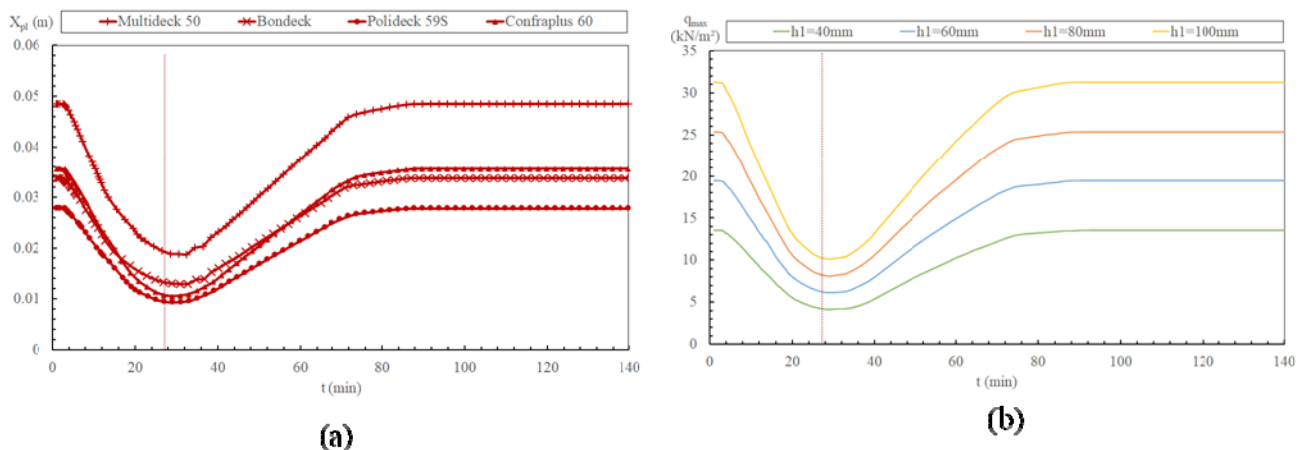 X_pl (m)
Multideck 50 Bondeck Polideck 59S Confraplus 60
0.06
0.05
0.04
0.03
0.02
0.01
0
0 20 40 60 80 100 120 140
t (min)
(a)
q_max
(kN/m²)
h1=40mm h1=60mm h1=80mm h1=100mm
35
30
25
20
15
10
5
0
0 20 40 60 80 100 120 140
t (min)
(b)